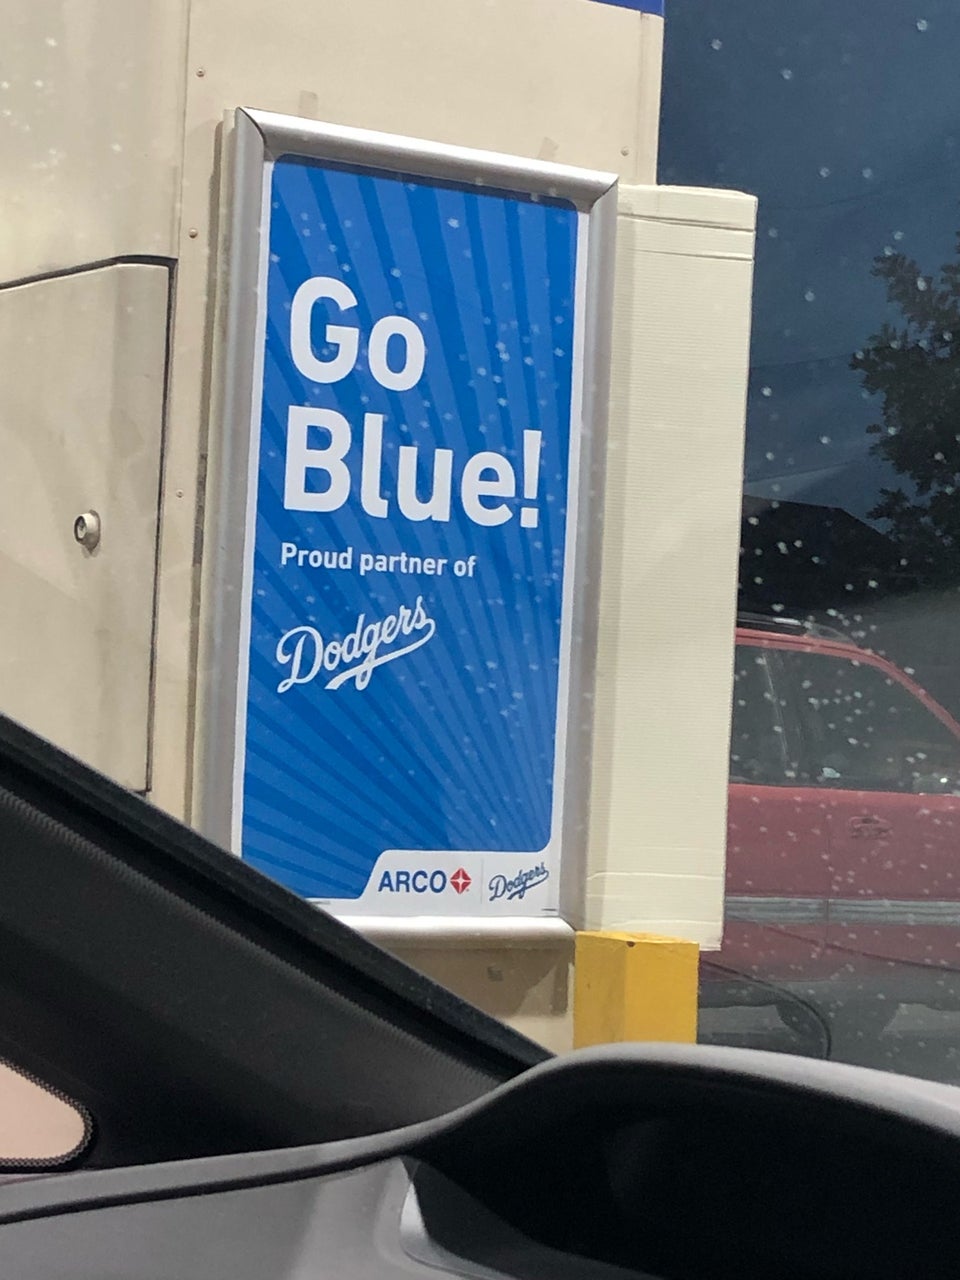 Go
Blue!
Proud partner of
Dodgers
ARCO Dodgers